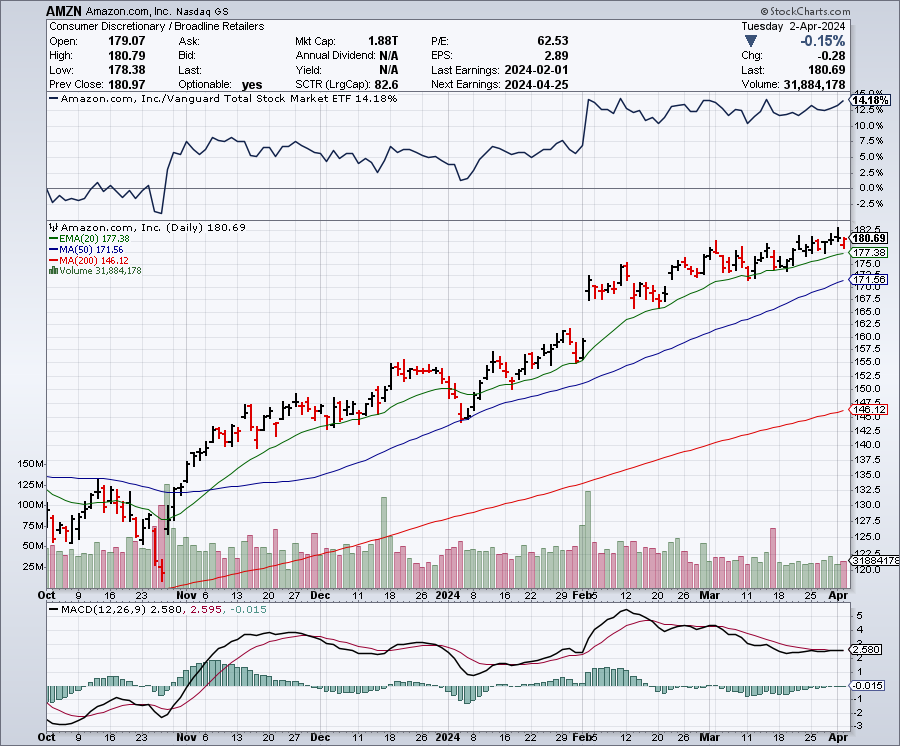 AMZN Amazon.com, Inc. Nasdaq GS
© StockCharts.com
Consumer Discretionary / Broadline Retailers
Tuesday 2-Apr-2024
Open: 179.07 Ask: Mkt Cap: 1.88T P/E: 62.53 ▼ -0.15%
High: 180.79 Bid: Annual Dividend: N/A EPS: 2.89 Chg: -0.28
Low: 178.38 Last: Yield: N/A Last Earnings: 2024-02-01 Last: 180.69
Prev Close: 180.97 Optionable: yes SCTR (LrgCap): 82.6 Next Earnings: 2024-04-25 Volume: 31,884,178
Amazon.com, Inc./Vanguard Total Stock Market ETF 14.18%
15.0%
14.18%
12.5%
10.0%
7.5%
5.0%
2.5%
0.0%
-2.5%
Amazon.com, Inc. (Daily) 180.69
EMA(20) 177.38
MA(50) 171.56
MA(200) 146.12
Volume 31,884,178
182.5
180.69
177.38
175.0
172.5
171.56
170.0
167.5
165.0
162.5
160.0
157.5
155.0
152.5
150.0
147.5
146.12
145.0
142.5
140.0
137.5
135.0
132.5
130.0
127.5
125.0
122.5
31884178
120.0
150M
125M
100M
75M
50M
25M
Oct 9 16 23 Nov 6 13 20 27 Dec 11 18 26 2024 8 16 22 29 Feb 5 12 20 26 Mar 11 18 25 Apr
MACD(12,26,9) 2.580, 2.595, -0.015
5
4
3
2.580
2
1
-0.015
-1
-2
-3
Oct 9 16 23 Nov 6 13 20 27 Dec 11 18 26 2024 8 16 22 29 Feb 5 12 20 26 Mar 11 18 25 Apr